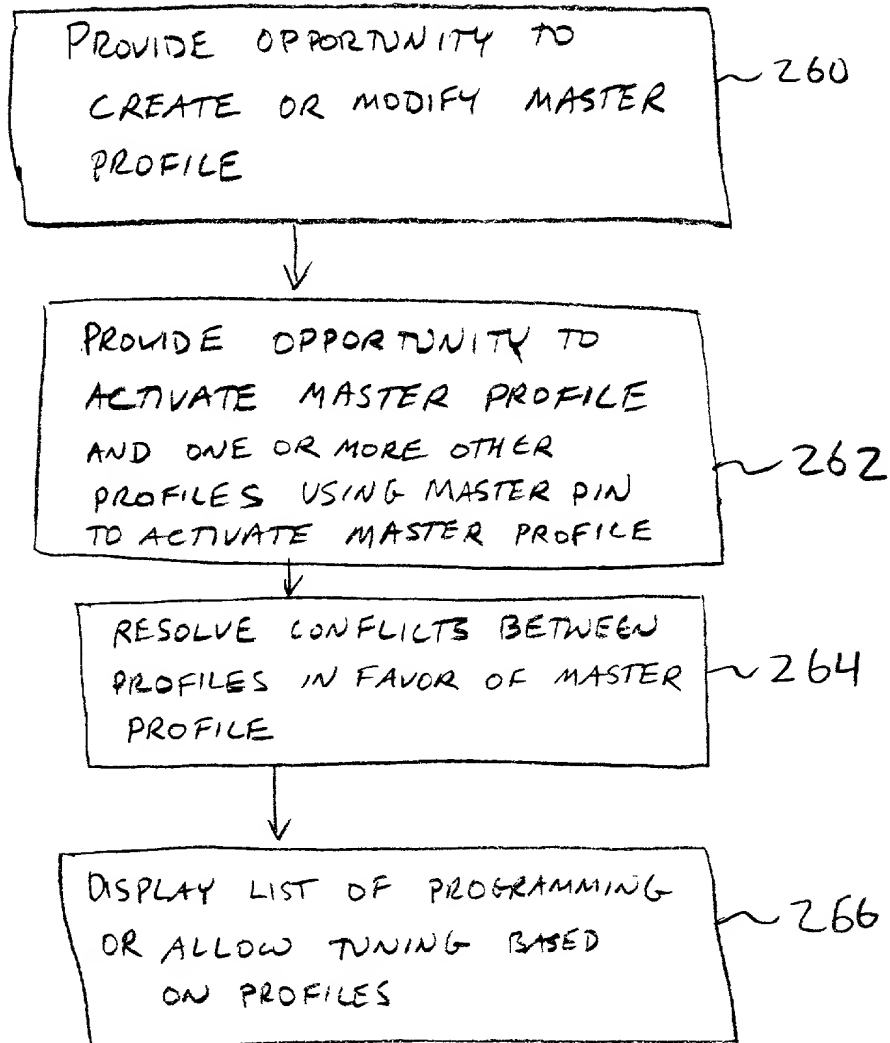 PROVIDE OPPORTUNITY TO
CREATE OR MODIFY MASTER
PROFILE
260
PROVIDE OPPORTUNITY TO
ACTIVATE MASTER PROFILE
AND ONE OR MORE OTHER
PROFILES USING MASTER PIN
TO ACTIVATE MASTER PROFILE
262
RESOLVE CONFLICTS BETWEEN
PROFILES IN FAVOR OF MASTER
PROFILE
264
DISPLAY LIST OF PROGRAMMING
OR ALLOW TUNING BASED
ON PROFILES
266